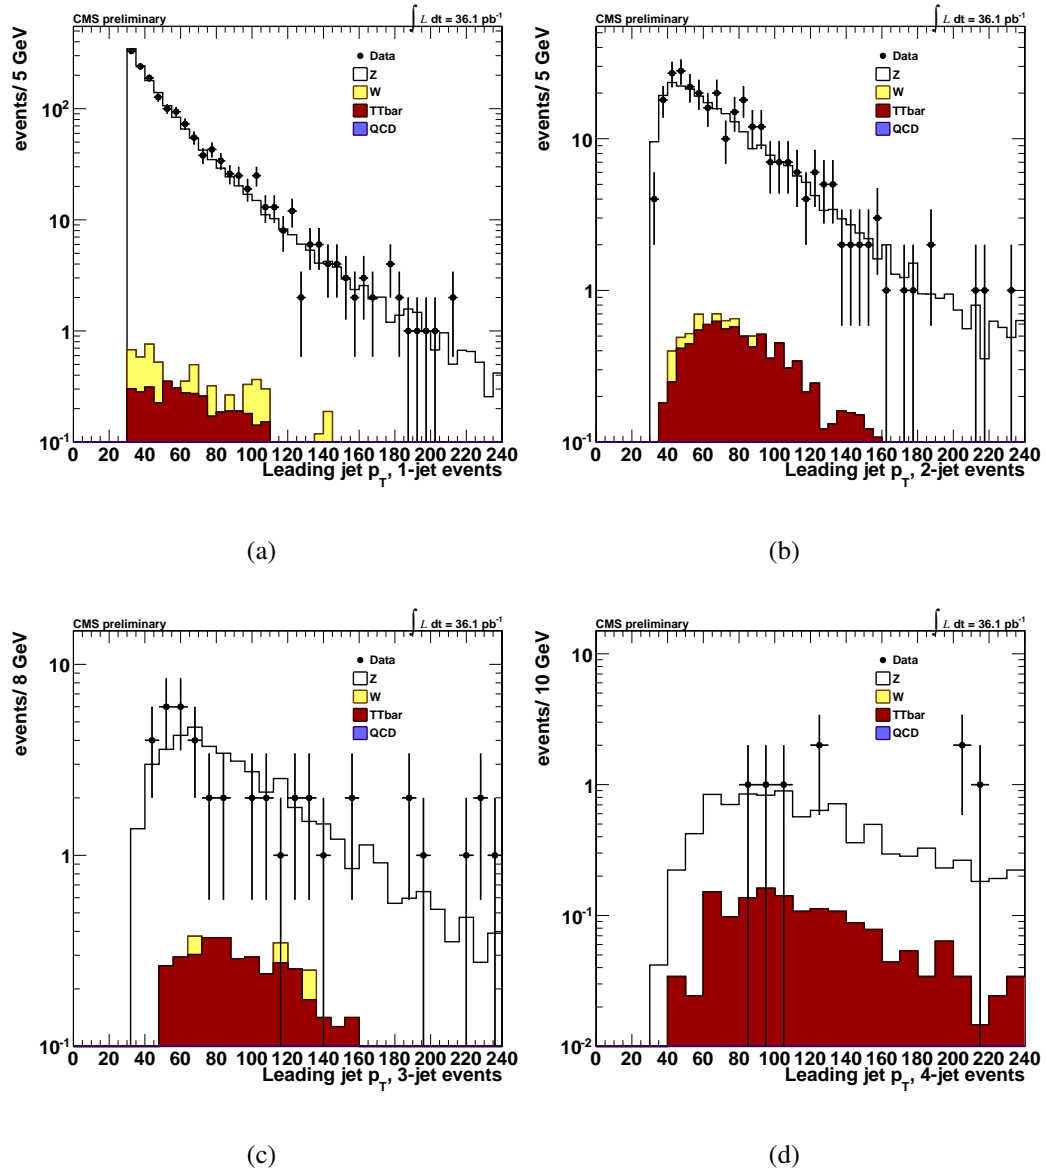 CMS preliminary
∫ L dt = 36.1 pb-1
events/ 5 GeV
Data
Z
W
TTbar
QCD
10²
10
1
10-1
0 20 40 60 80 100 120 140 160 180 200 220 240
Leading jet pT, 1-jet events
(a)
CMS preliminary
∫ L dt = 36.1 pb-1
events/ 5 GeV
Data
Z
W
TTbar
QCD
10
1
10-1
0 20 40 60 80 100 120 140 160 180 200 220 240
Leading jet pT, 2-jet events
(b)
CMS preliminary
∫ L dt = 36.1 pb-1
events/ 8 GeV
Data
Z
W
TTbar
QCD
10
1
10-1
0 20 40 60 80 100 120 140 160 180 200 220 240
Leading jet pT, 3-jet events
(c)
CMS preliminary
∫ L dt = 36.1 pb-1
events/ 10 GeV
Data
Z
W
TTbar
QCD
10
1
10-1
10-2
0 20 40 60 80 100 120 140 160 180 200 220 240
Leading jet pT, 4-jet events
(d)